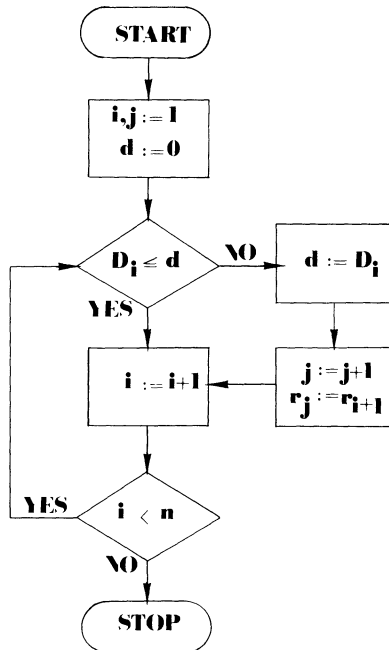 START
i,j := 1
d := 0
D_i ≤ d
NO
d := D_i
YES
i := i+1
j := j+1
r_j := r_{i+1}
YES
i < n
NO
STOP